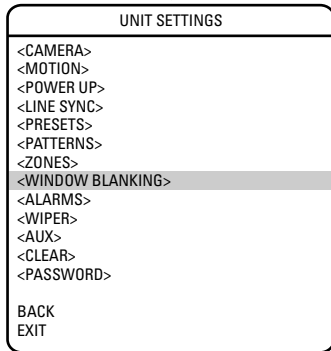 UNIT SETTINGS
<CAMERA>
<MOTION>
<POWER UP>
<LINE SYNC>
<PRESETS>
<PATTERNS>
<ZONES>
<WINDOW BLANKING>
<ALARMS>
<WIPER>
<AUX>
<CLEAR>
<PASSWORD>
BACK
EXIT